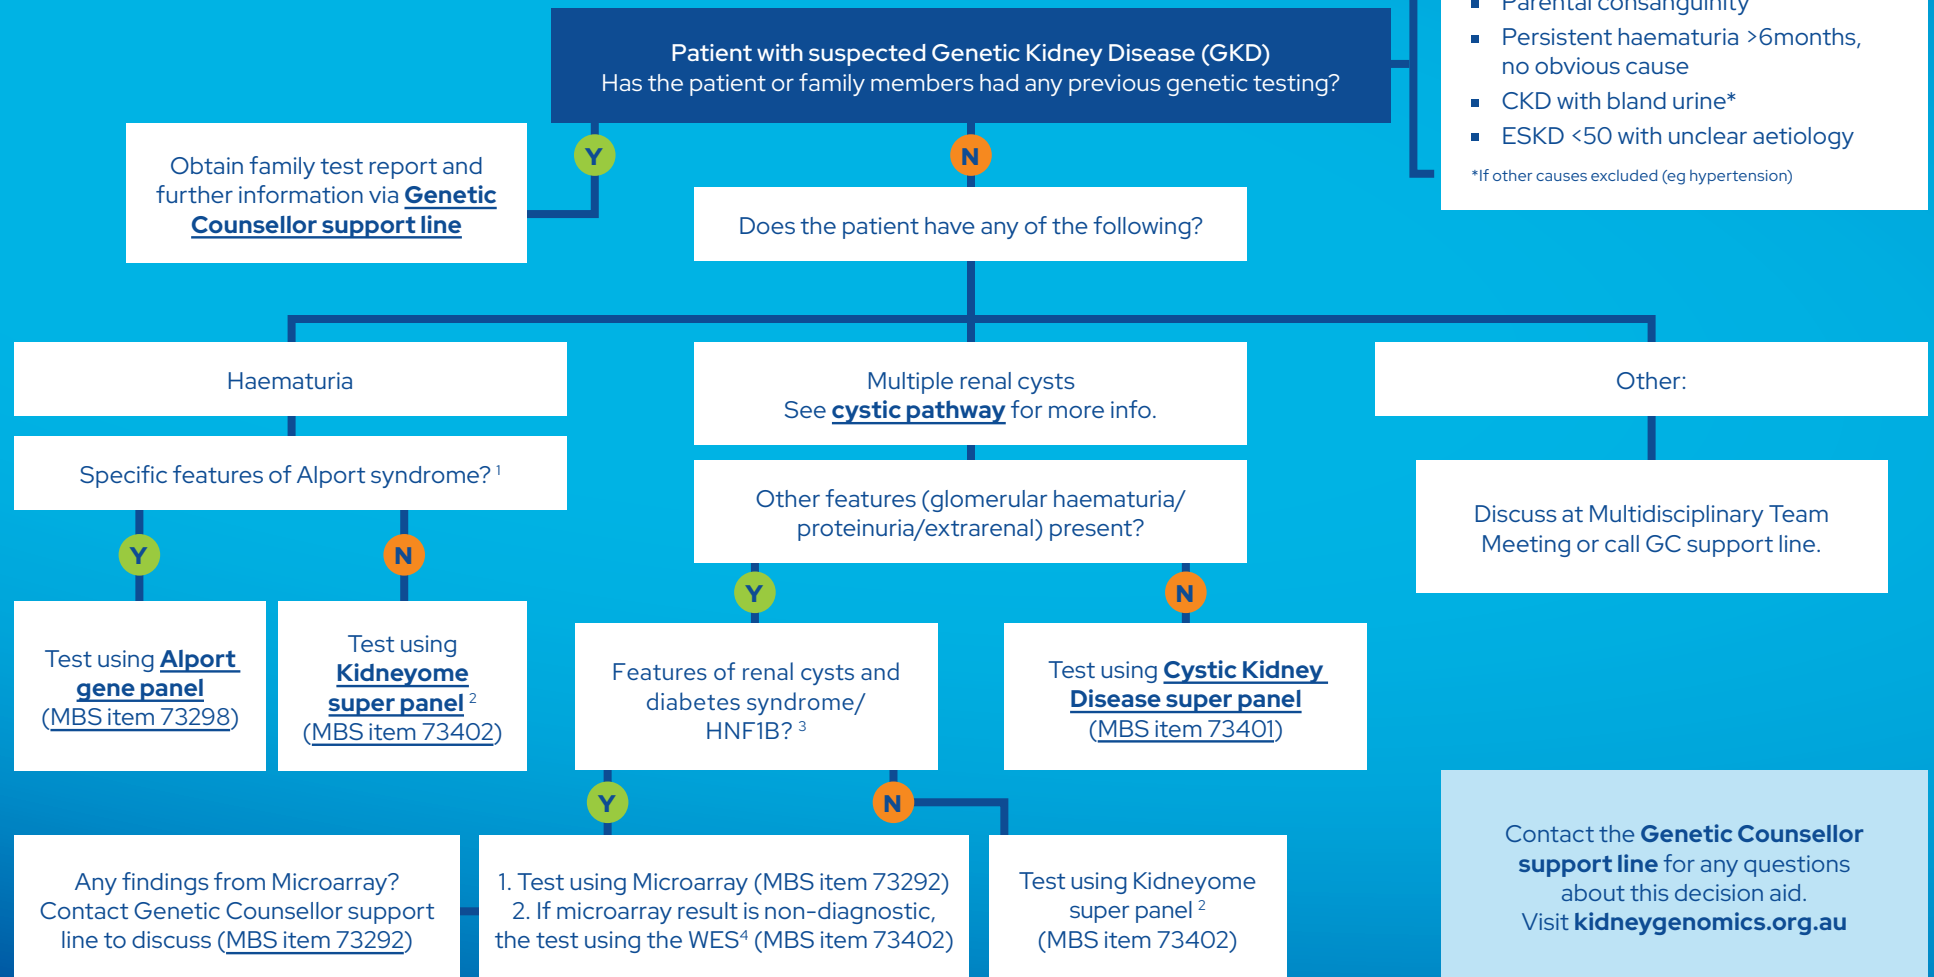 Parental consanguinity
Persistent haematuria >6months,
no obvious cause
CKD with bland urine*
ESKD <50 with unclear aetiology
*If other causes excluded (eg hypertension)
Patient with suspected Genetic Kidney Disease (GKD)
Has the patient or family members had any previous genetic testing?
Y
N
Obtain family test report and
further information via Genetic
Counsellor support line
Does the patient have any of the following?
Haematuria
Multiple renal cysts
See cystic pathway for more info.
Other:
Specific features of Alport syndrome? 1
Other features (glomerular haematuria/
proteinuria/extrarenal) present?
Discuss at Multidisciplinary Team
Meeting or call GC support line.
Y
N
Y
N
Test using Alport
gene panel
(MBS item 73298)
Test using
Kidneyome
super panel 2
(MBS item 73402)
Features of renal cysts and
diabetes syndrome/
HNF1B? 3
Test using Cystic Kidney
Disease super panel
(MBS item 73401)
Y
N
Any findings from Microarray?
Contact Genetic Counsellor support
line to discuss (MBS item 73292)
1. Test using Microarray (MBS item 73292)
2. If microarray result is non-diagnostic,
the test using the WES4 (MBS item 73402)
Test using Kidneyome
super panel 2
(MBS item 73402)
Contact the Genetic Counsellor
support line for any questions
about this decision aid.
Visit kidneygenomics.org.au